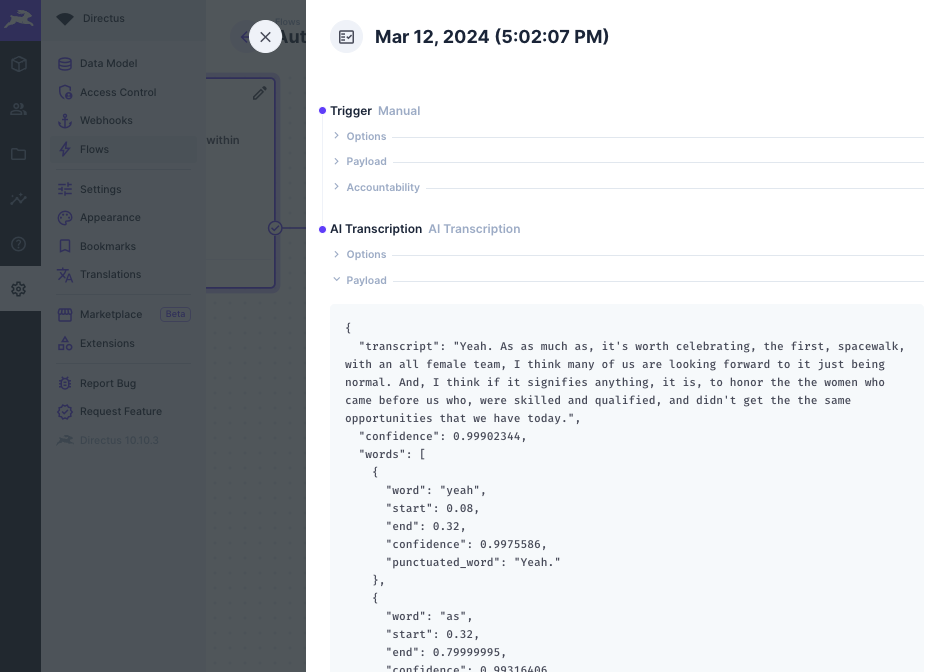 Directus
Data Model
Access Control
Webhooks
Flows
Settings
Appearance
Bookmarks
Translations
Marketplace Beta
Extensions
Report Bug
Request Feature
Directus 10.10.3
Flows
Aut
within
Mar 12, 2024 (5:02:07 PM)
Trigger Manual
Options
Payload
Accountability
AI Transcription AI Transcription
Options
Payload
{
"transcript": "Yeah. As as much as, it's worth celebrating, the first, spacewalk,
with an all female team, I think many of us are looking forward to it just being
normal. And, I think if it signifies anything, it is, to honor the the women who
came before us who, were skilled and qualified, and didn't get the the same
opportunities that we have today.",
"confidence": 0.99902344,
"words": [
{
"word": "yeah",
"start": 0.08,
"end": 0.32,
"confidence": 0.9975586,
"punctuated_word": "Yeah."
},
{
"word": "as",
"start": 0.32,
"end": 0.79999995,
"confidence": 0.99316406,